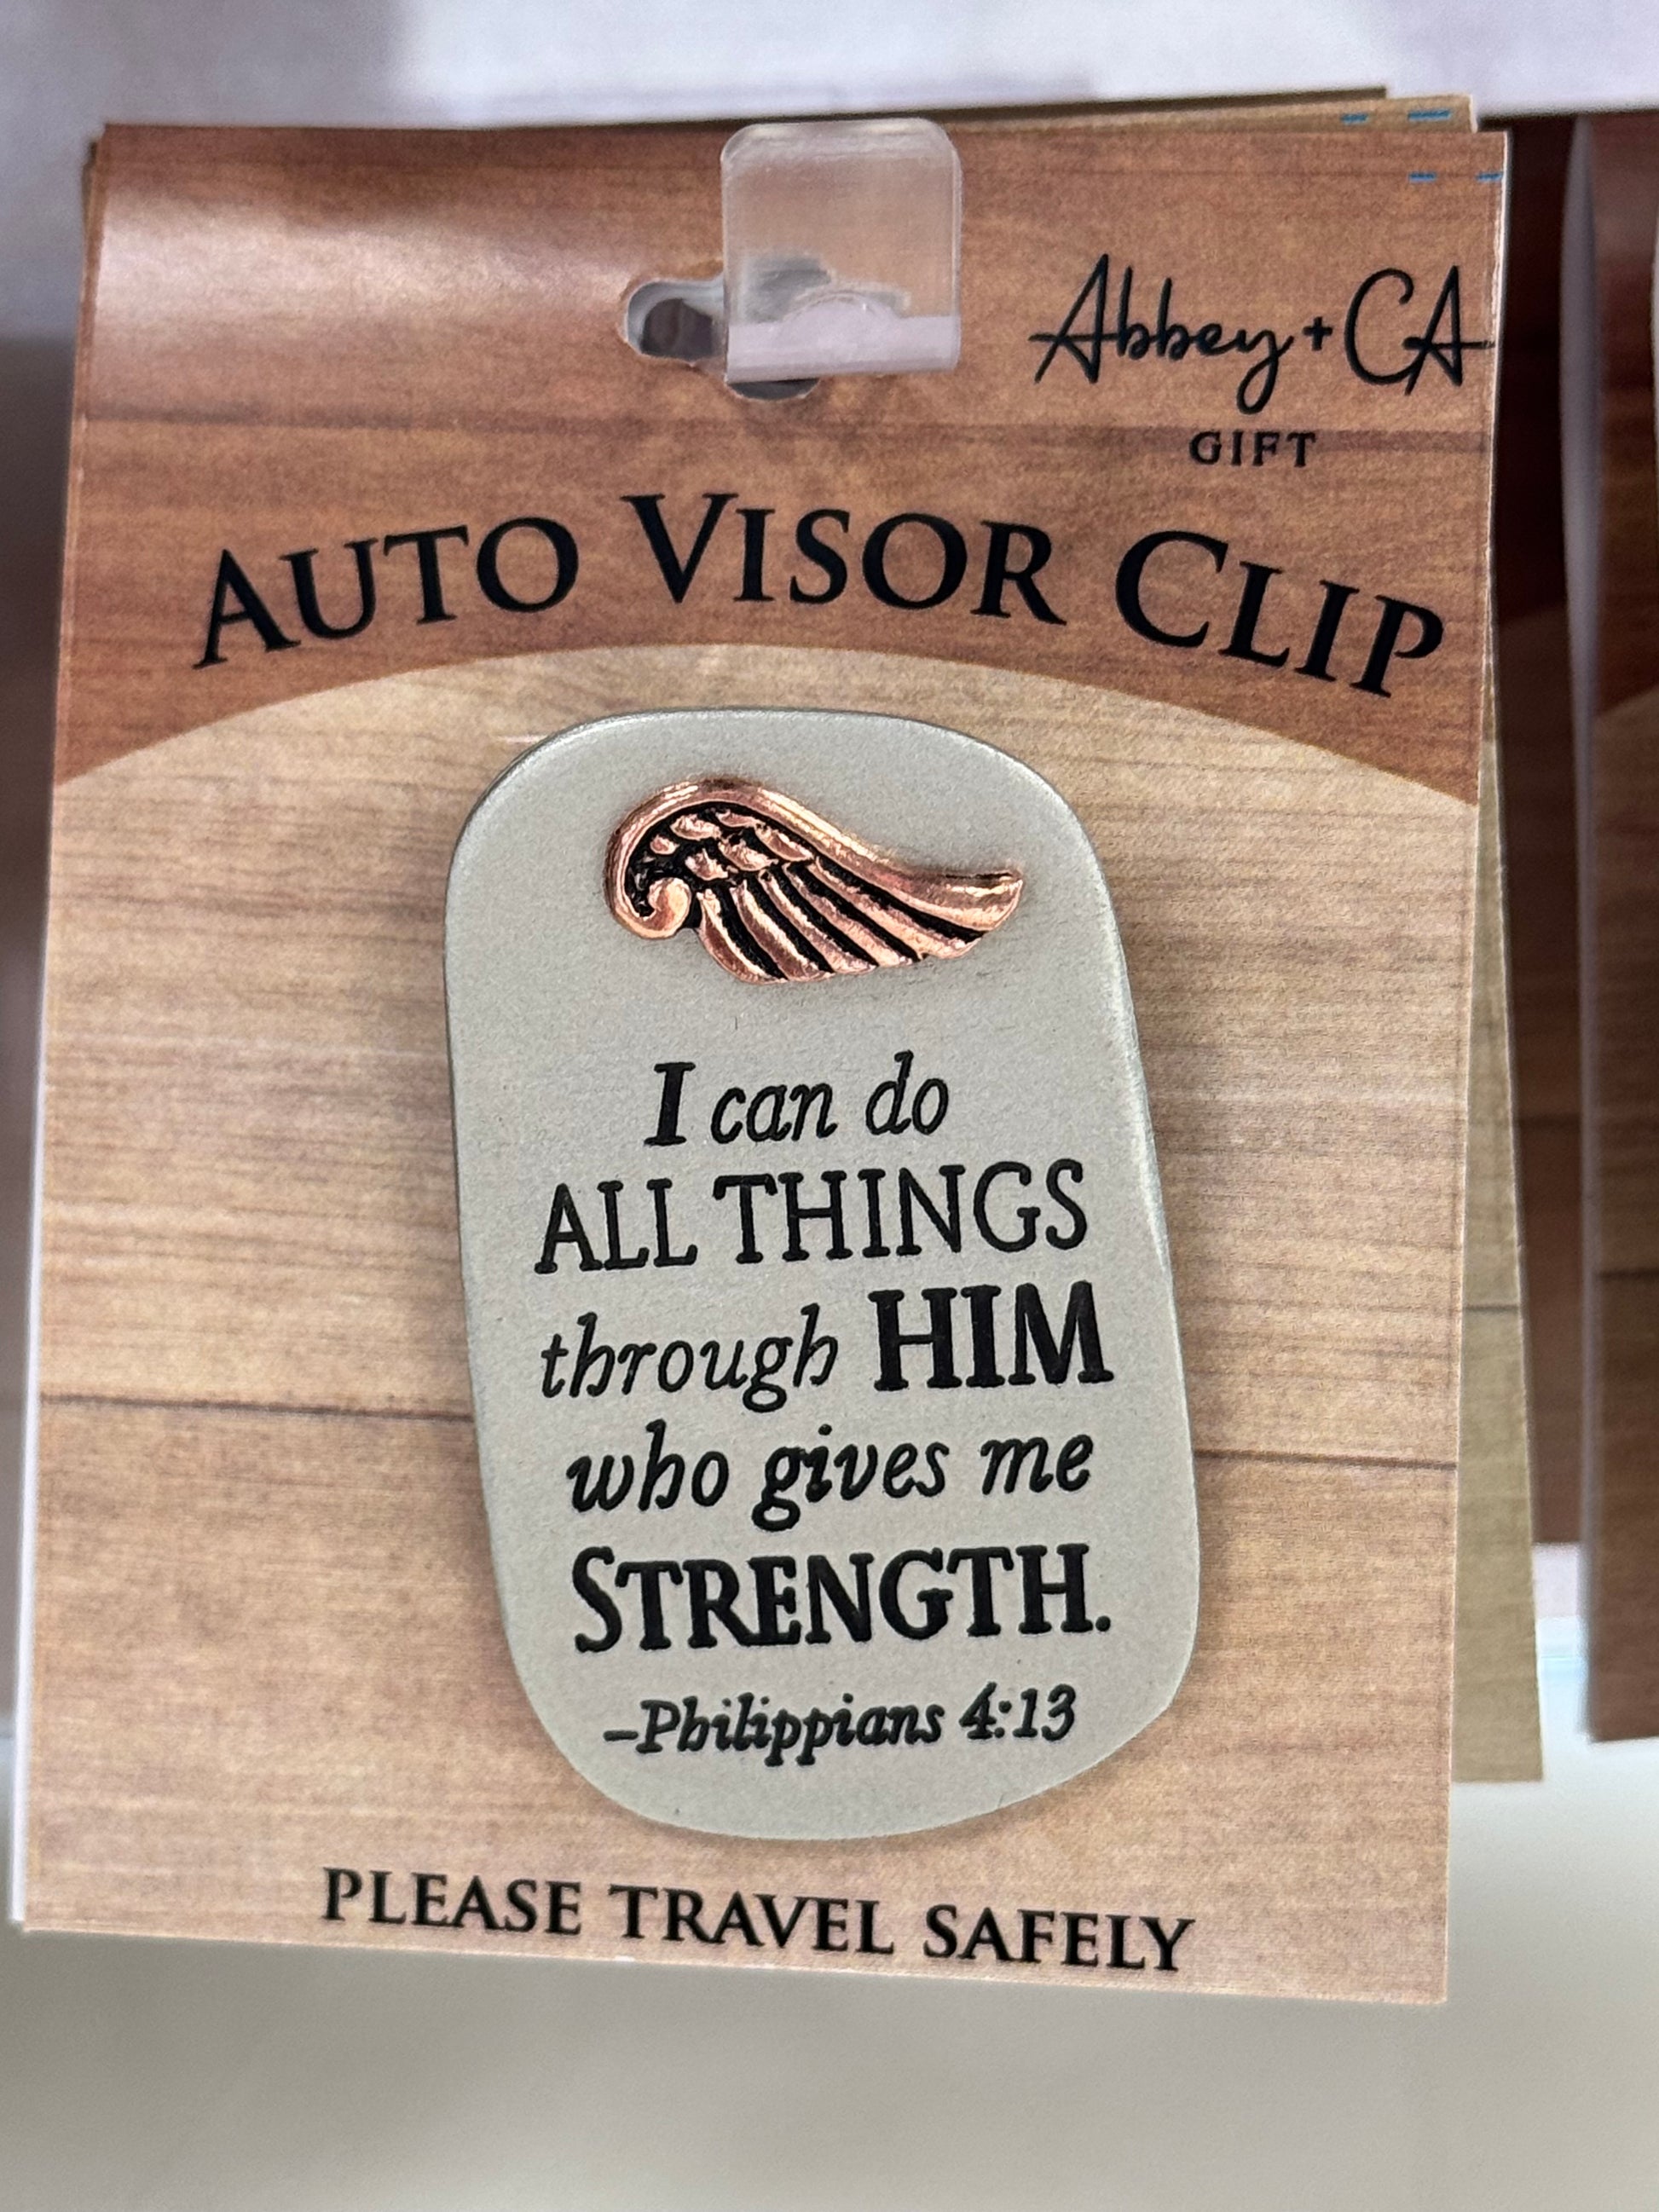 Abbey + CA
GIFT
AUTO VISOR CLIP
I can do
ALL THINGS
through HIM
who gives me
STRENGTH.
–Philippians 4:13
PLEASE TRAVEL SAFELY